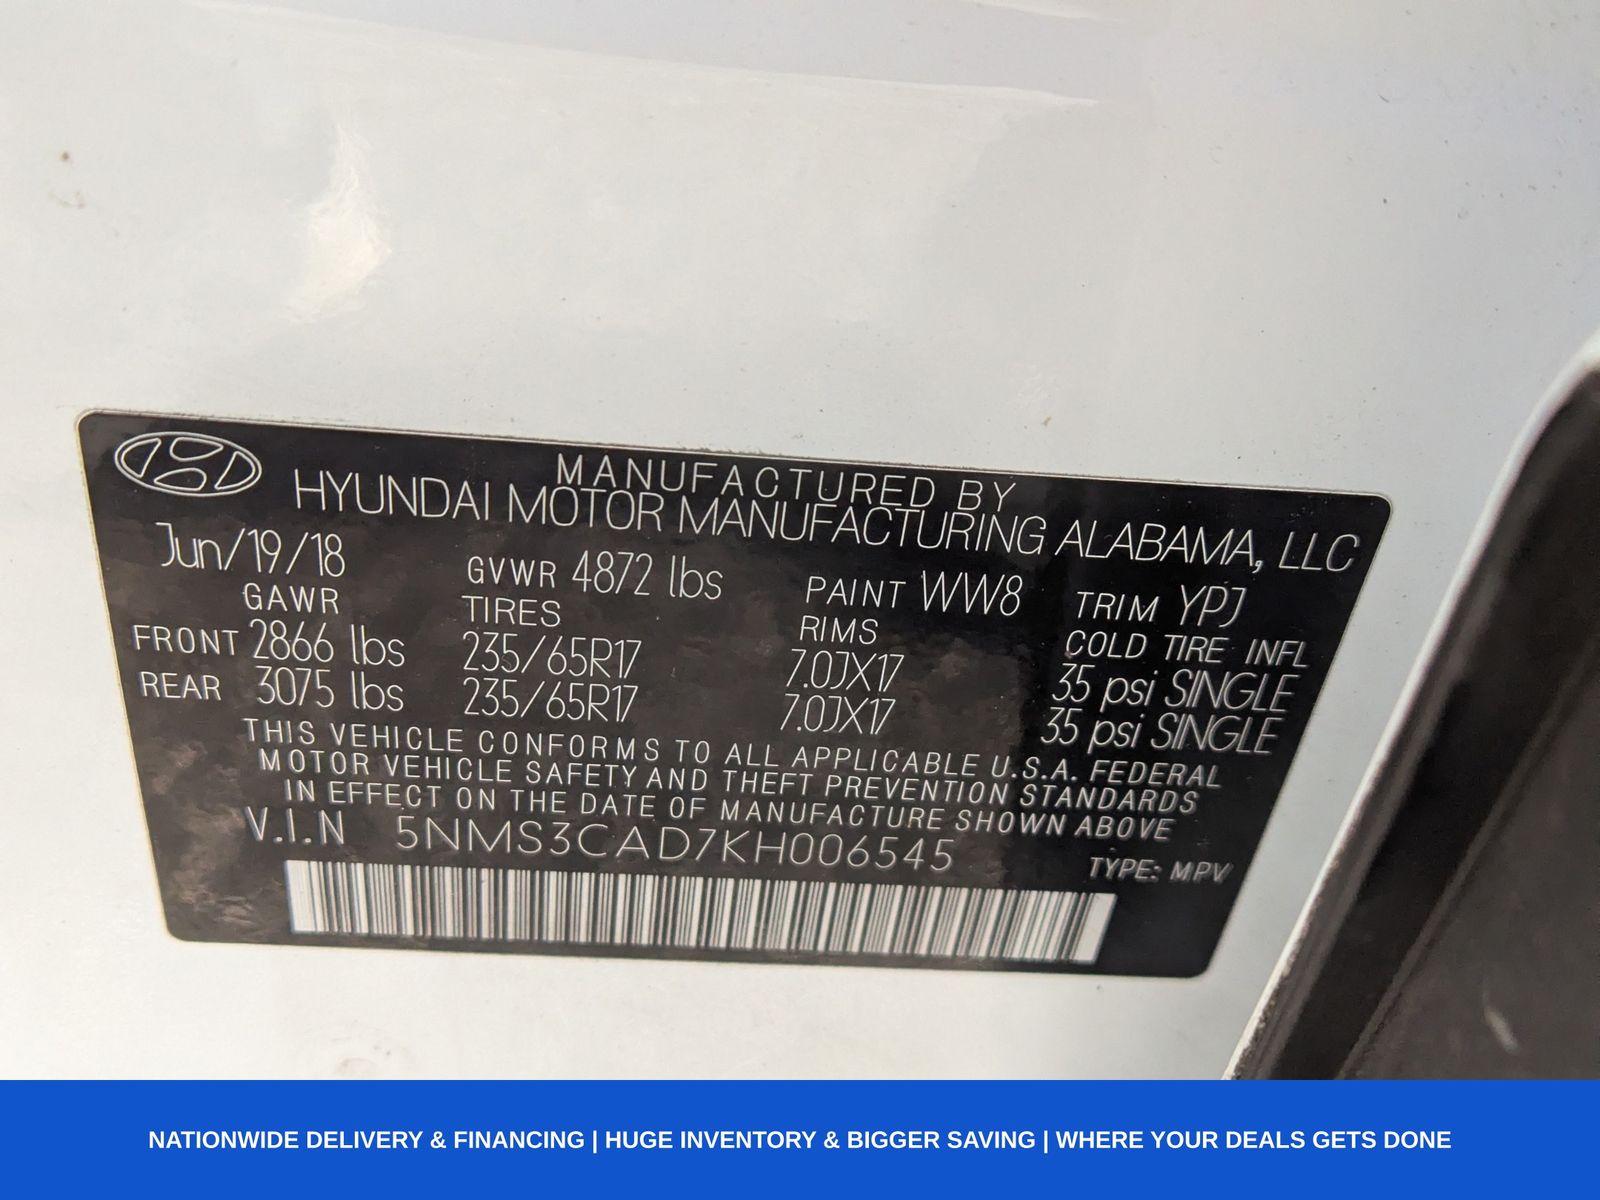 MANUFACTURED BY
HYUNDAI MOTOR MANUFACTURING ALABAMA, LLC
Jun/19/18 GVWR 4872 lbs PAINT WW8 TRIM YPJ
GAWR TIRES RIMS COLD TIRE INFL
FRONT 2866 lbs 235/65R17 7.0JX17 35 psi SINGLE
REAR 3075 lbs 235/65R17 7.0JX17 35 psi SINGLE
THIS VEHICLE CONFORMS TO ALL APPLICABLE U.S.A. FEDERAL
MOTOR VEHICLE SAFETY AND THEFT PREVENTION STANDARDS
IN EFFECT ON THE DATE OF MANUFACTURE SHOWN ABOVE
V.I.N 5NMS3CAD7KH006545 TYPE: MPV
NATIONWIDE DELIVERY & FINANCING | HUGE INVENTORY & BIGGER SAVING | WHERE YOUR DEALS GETS DONE